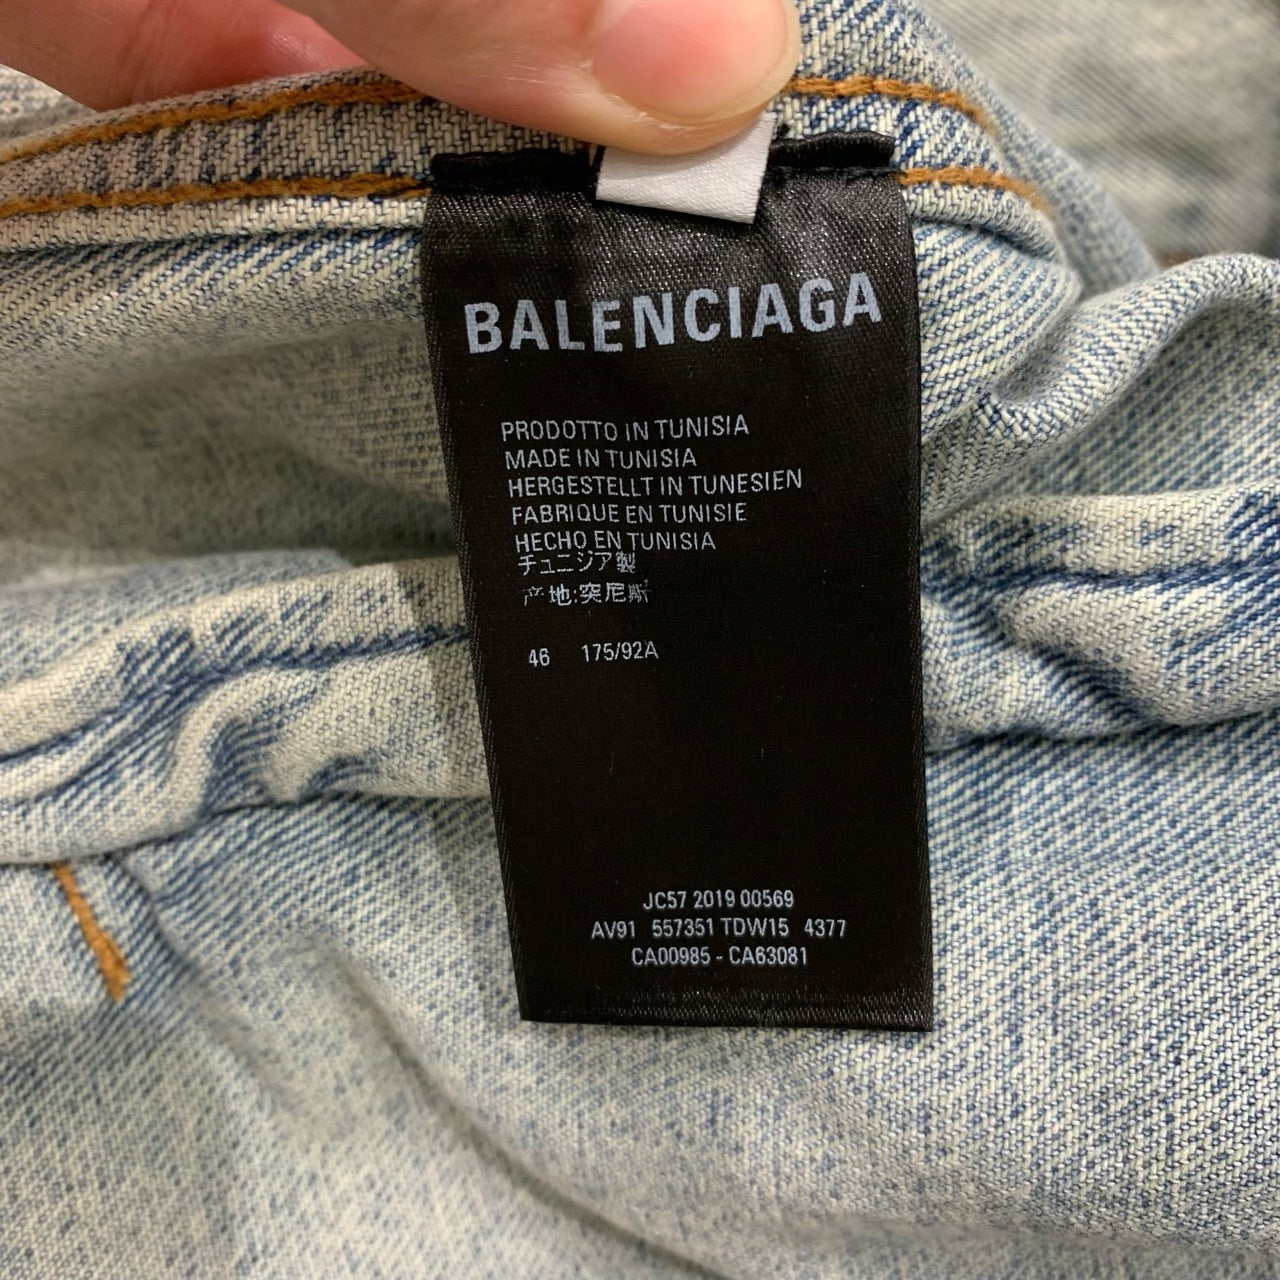 BALENCIAGA
PRODOTTO IN TUNISIA
MADE IN TUNISIA
HERGESTELLT IN TUNESIEN
FABRIQUE EN TUNISIE
HECHO EN TUNISIA
チュニジア製
产地:突尼斯
46 175/92A
JC57 2019 00569
AV91 557351 TDW15 4377
CA00985 - CA63081